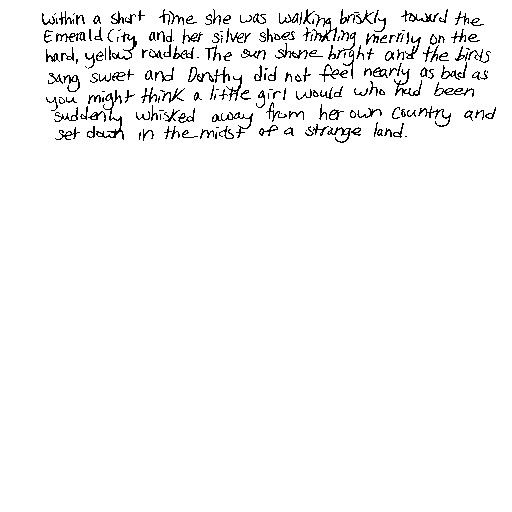 within a short time she was walking briskly toward the
Emerald City, and her silver shoes tinkling merrily on the
hard, yellow roadbed. The sun shone bright and the birds
sang sweet and Dorothy did not feel nearly as bad as
you might think a little girl would who had been
suddenly whisked away from her own country and
set down in the midst of a strange land.